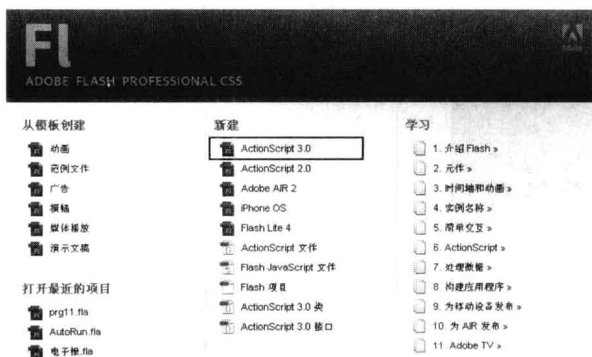 Fl
ADOBE FLASH PROFESSIONAL CS5
从模板创建
动画
范例文件
广告
横幅
媒体播放
演示文稿
打开最近的项目
prg11.fla
AutoRun.fla
电子报.fla
新建
ActionScript 3.0
ActionScript 2.0
Adobe AIR 2
iPhone OS
Flash Lite 4
ActionScript 文件
Flash JavaScript 文件
Flash 项目
ActionScript 3.0 类
ActionScript 3.0 接口
学习
1. 介绍 Flash »
2. 元件 »
3. 时间轴和动画 »
4. 实例名称 »
5. 简单交互 »
6. ActionScript »
7. 处理数据 »
8 构建应用程序 »
9. 为移动设备发布 »
10. 为 AIR 发布 »
11 Adobe TV »